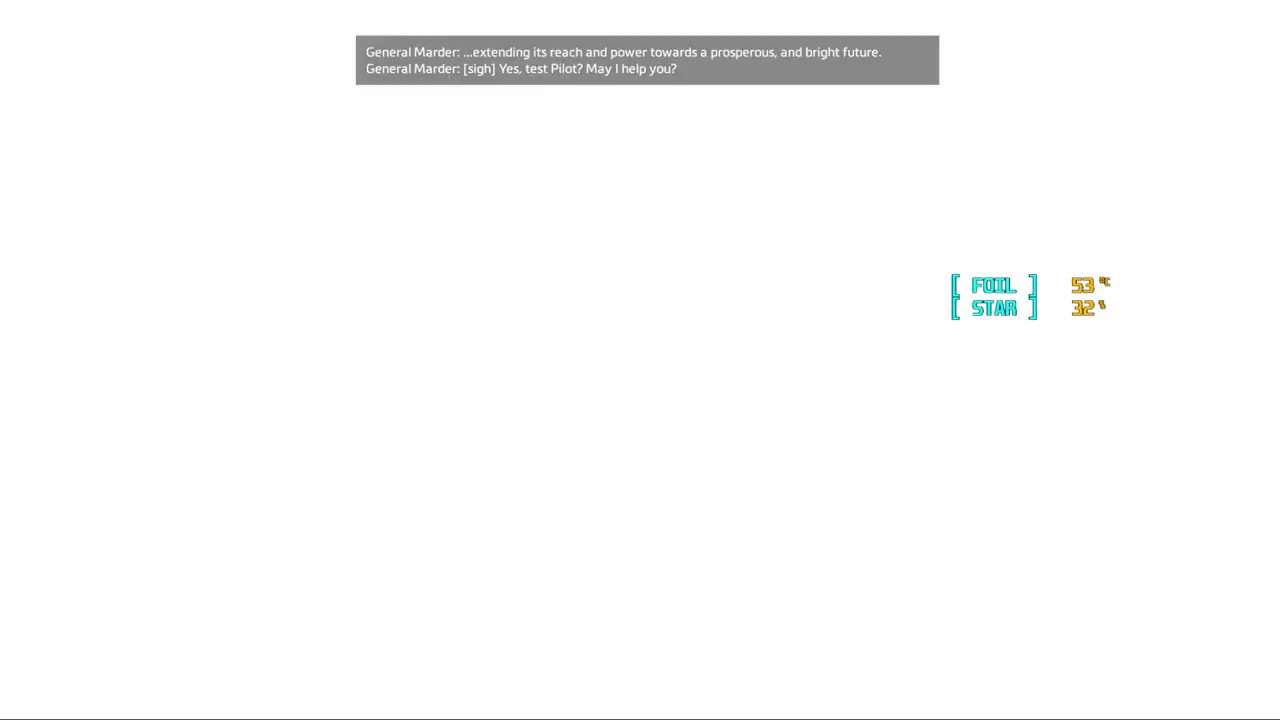 General Marder: ...extending its reach and power towards a prosperous, and bright future.
General Marder: [sigh] Yes, test Pilot? May I help you?
[ FOIL ] 53 °C
[ STAR ] 32